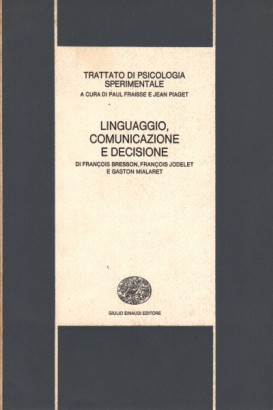 TRATTATO DI PSICOLOGIA
SPERIMENTALE
A CURA DI PAUL FRAISSE E JEAN PIAGET
LINGUAGGIO,
COMUNICAZIONE
E DECISIONE
DI FRANÇOIS BRESSON, FRANÇOIS JODELET
E GASTON MIALARET
GIULIO EINAUDI EDITORE